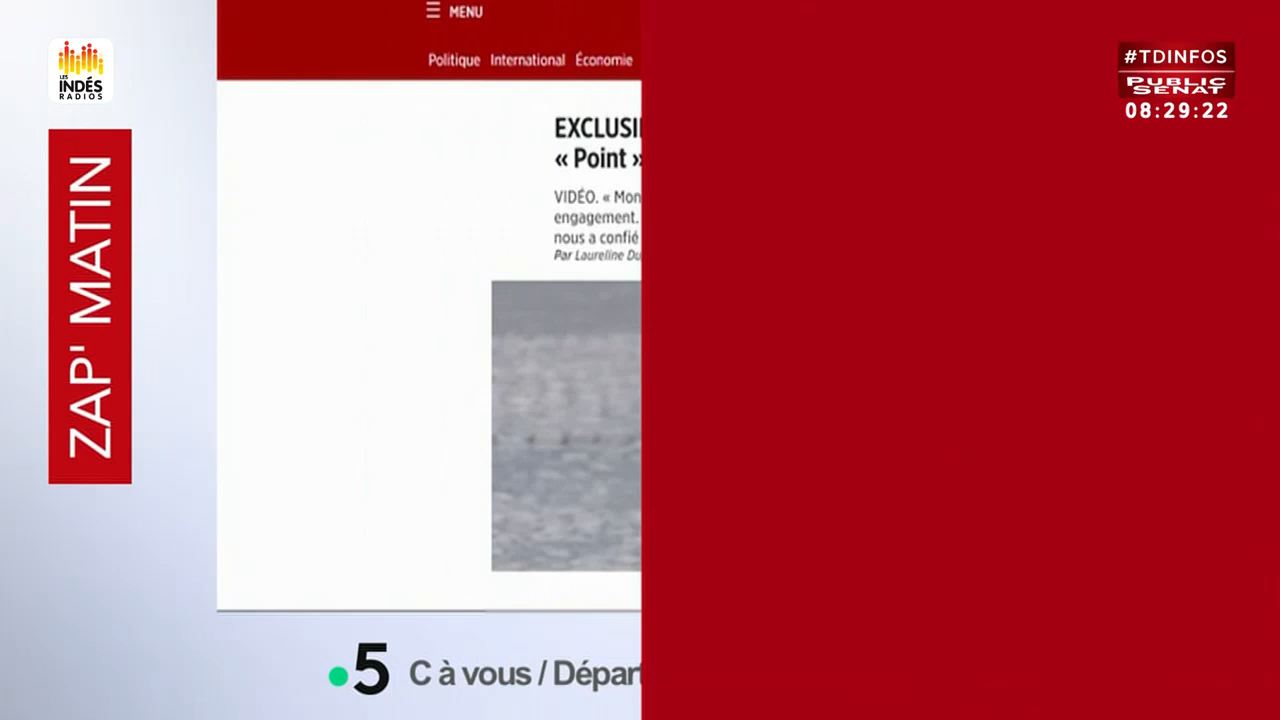 LES
INDÉS
RADIOS
ZAP' MATIN
MENU
Politique International Économie
EXCLUSI
« Point »
VIDÉO. « Mon
engagement.
nous a confié
Par Laureline Du
5 C à vous / Dépar
#TDINFOS
PUBLIC
SENAT
08:29:22